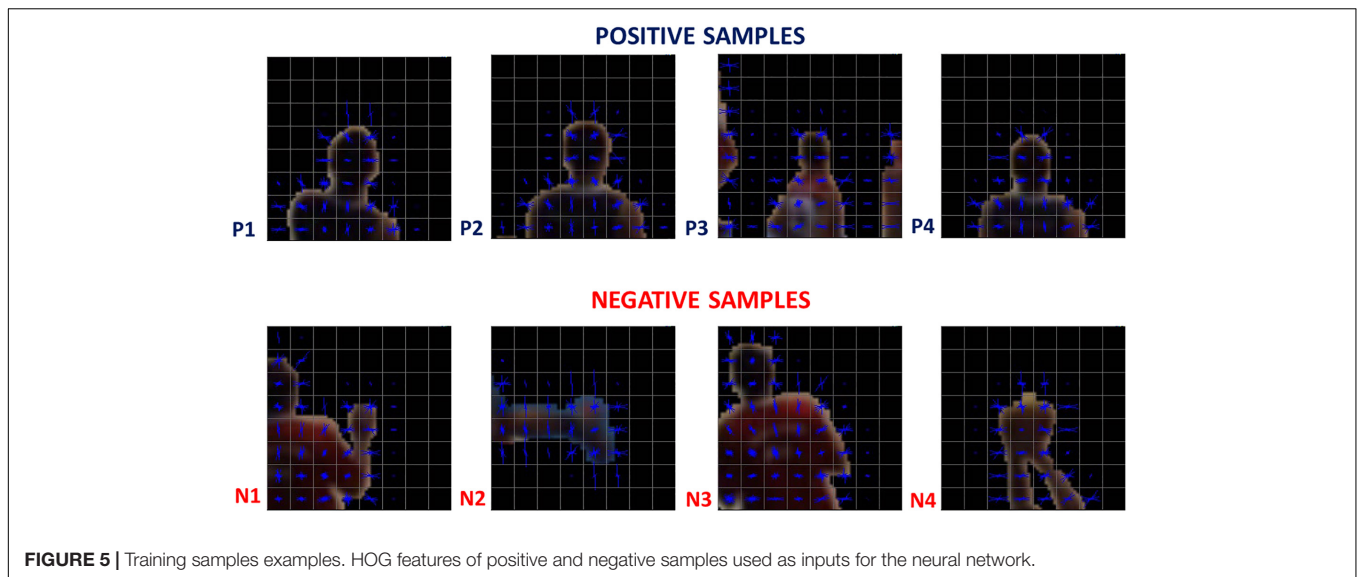 POSITIVE SAMPLES
P1 P2 P3 P4
NEGATIVE SAMPLES
N1 N2 N3 N4
FIGURE 5 | Training samples examples. HOG features of positive and negative samples used as inputs for the neural network.